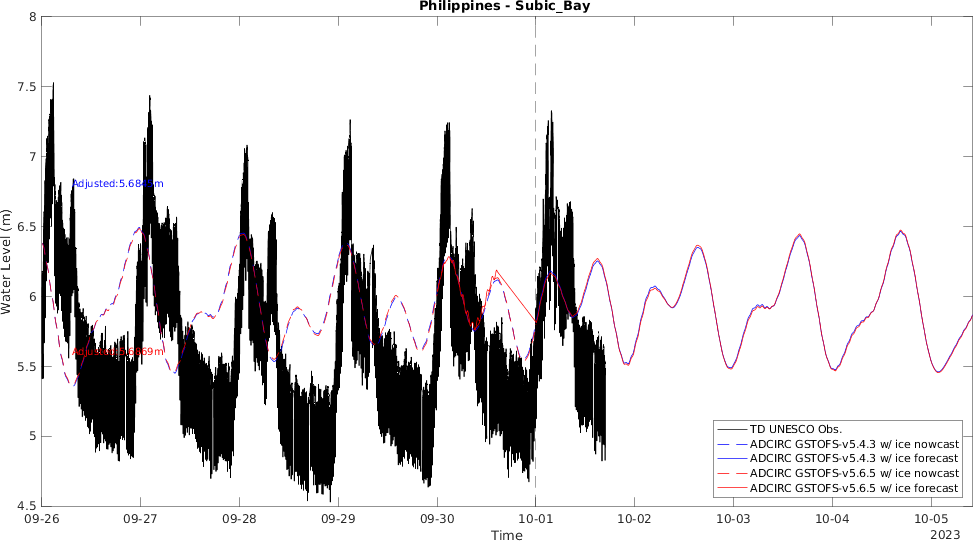 Philippines - Subic_Bay
8
7.5
7
6.5
6
5.5
5
4.5
Water Level (m)
Adjusted:5.6845m
09-26
09-27
09-28
09-29
09-30
10-01
10-02
10-03
10-04
10-05
Time
2023
TD UNESCO Obs.
ADCIRC GSTOFS-v5.4.3 w/ ice nowcast
ADCIRC GSTOFS-v5.4.3 w/ ice forecast
ADCIRC GSTOFS-v5.6.5 w/ ice nowcast
ADCIRC GSTOFS-v5.6.5 w/ ice forecast